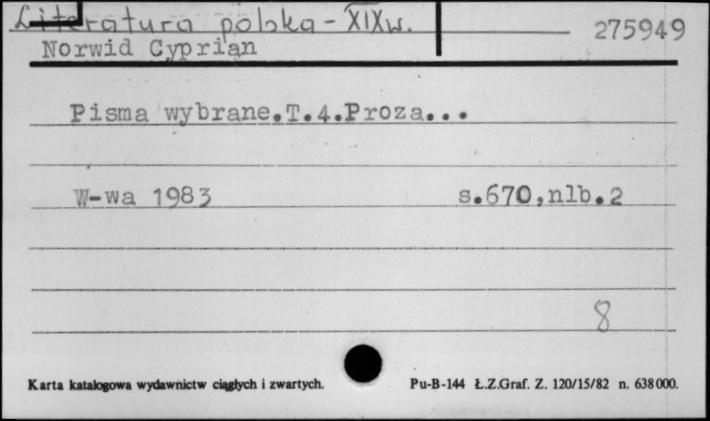 Literatura polska - XIXw.
275949
Norwid Cyprian
Pisma wybrane.T.4.Proza...
W-wa 1983 s.670,nlb.2
8
Karta katalogowa wydawnictw ciągłych i zwartych. Pu-B-144 Ł.Z.Graf. Z. 120/15/82 n. 638000.